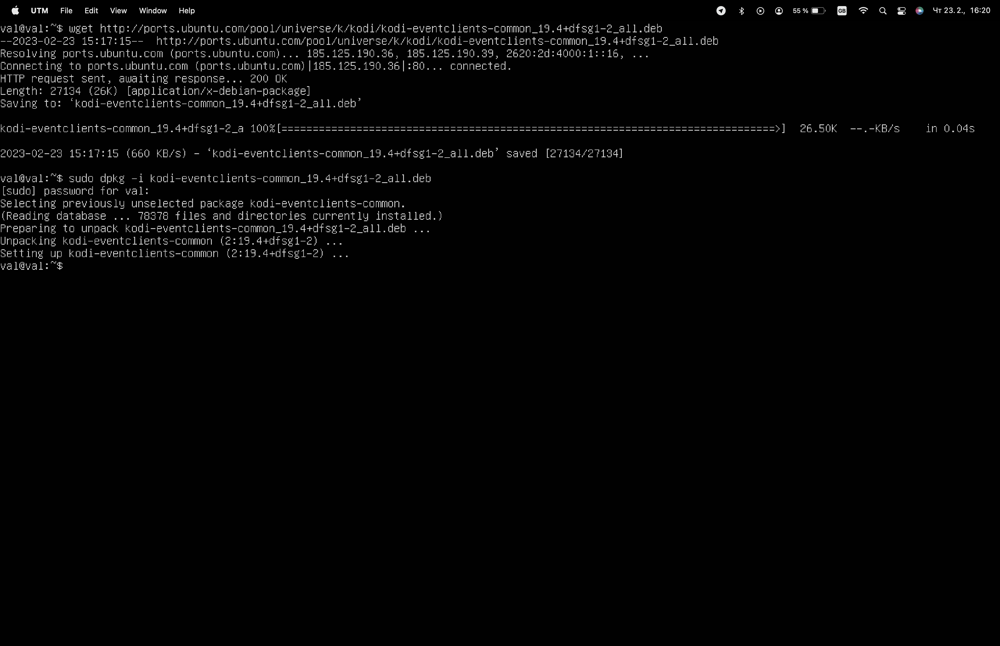 UTM File Edit View Window Help 55 % GB Чт 23. 2., 16:20
val@val:~$ wget http://ports.ubuntu.com/pool/universe/k/kodi/kodi-eventclients-common_19.4+dfsg1-2_all.deb
--2023-02-23 15:17:15--  http://ports.ubuntu.com/pool/universe/k/kodi/kodi-eventclients-common_19.4+dfsg1-2_all.deb
Resolving ports.ubuntu.com (ports.ubuntu.com)... 185.125.190.36, 185.125.190.39, 2620:2d:4000:1::16, ...
Connecting to ports.ubuntu.com (ports.ubuntu.com)|185.125.190.36|:80... connected.
HTTP request sent, awaiting response... 200 OK
Length: 27134 (26K) [application/x-debian-package]
Saving to: ‘kodi-eventclients-common_19.4+dfsg1-2_all.deb’
kodi-eventclients-common_19.4+dfsg1-2_a 100%[===============================================================================>]  26.50K  --.-KB/s    in 0.04s
2023-02-23 15:17:15 (660 KB/s) - ‘kodi-eventclients-common_19.4+dfsg1-2_all.deb’ saved [27134/27134]
val@val:~$ sudo dpkg -i kodi-eventclients-common_19.4+dfsg1-2_all.deb
[sudo] password for val:
Selecting previously unselected package kodi-eventclients-common.
(Reading database ... 78378 files and directories currently installed.)
Preparing to unpack kodi-eventclients-common_19.4+dfsg1-2_all.deb ...
Unpacking kodi-eventclients-common (2:19.4+dfsg1-2) ...
Setting up kodi-eventclients-common (2:19.4+dfsg1-2) ...
val@val:~$